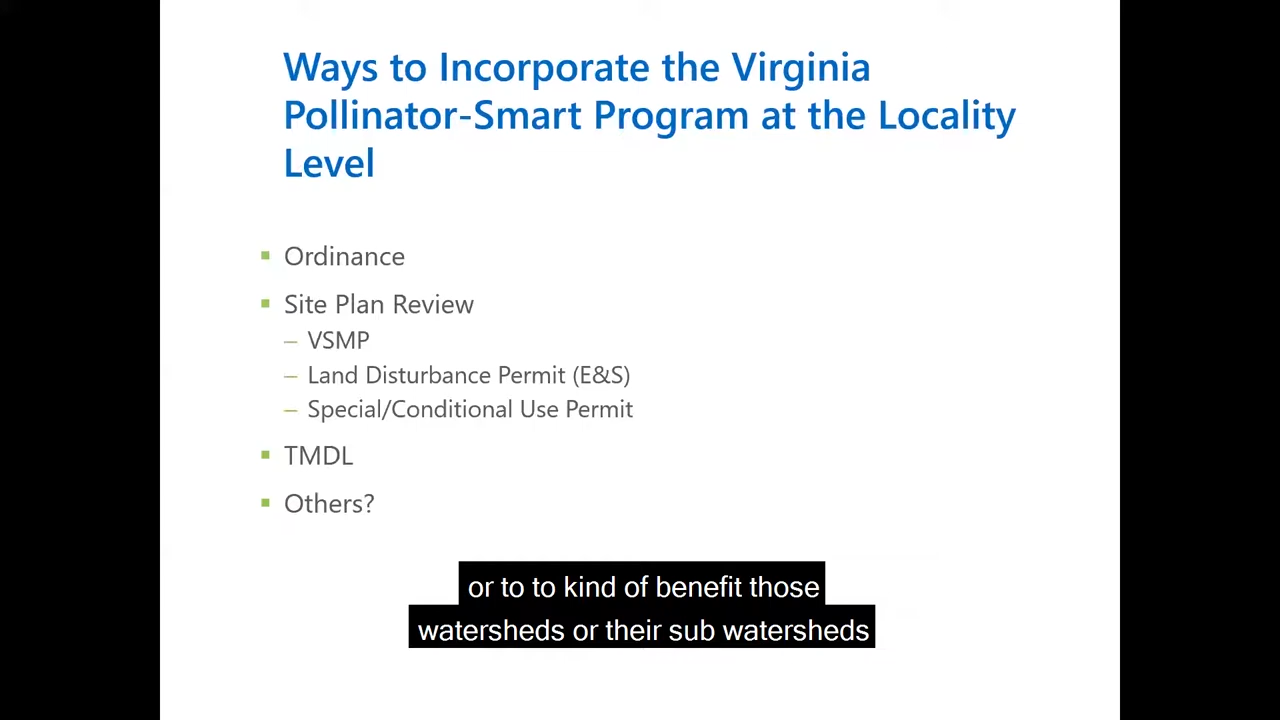 Ways to Incorporate the Virginia
Pollinator-Smart Program at the Locality
Level
Ordinance
Site Plan Review
– VSMP
– Land Disturbance Permit (E&S)
– Special/Conditional Use Permit
TMDL
Others?
or to to kind of benefit those
watersheds or their sub watersheds